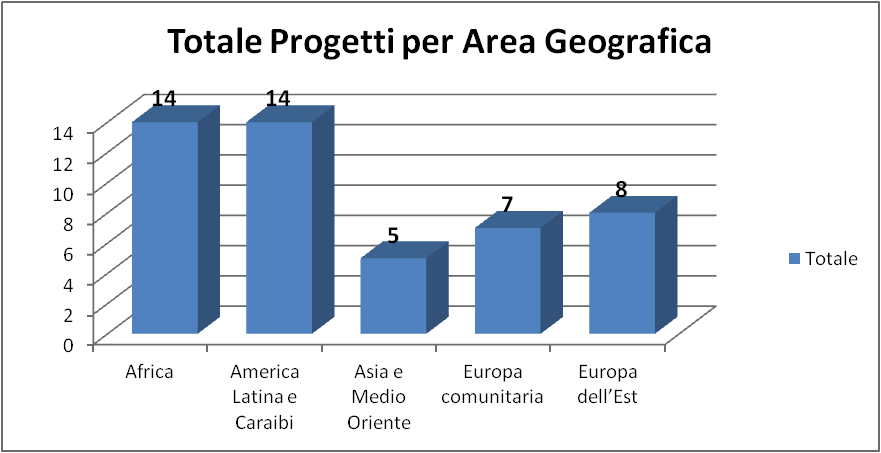 Totale Progetti per Area Geografica
14
14
5
7
8
14
12
10
8
6
4
2
0
Africa
America
Latina e
Caraibi
Asia e
Medio
Oriente
Europa
comunitaria
Europa
dell’Est
Totale